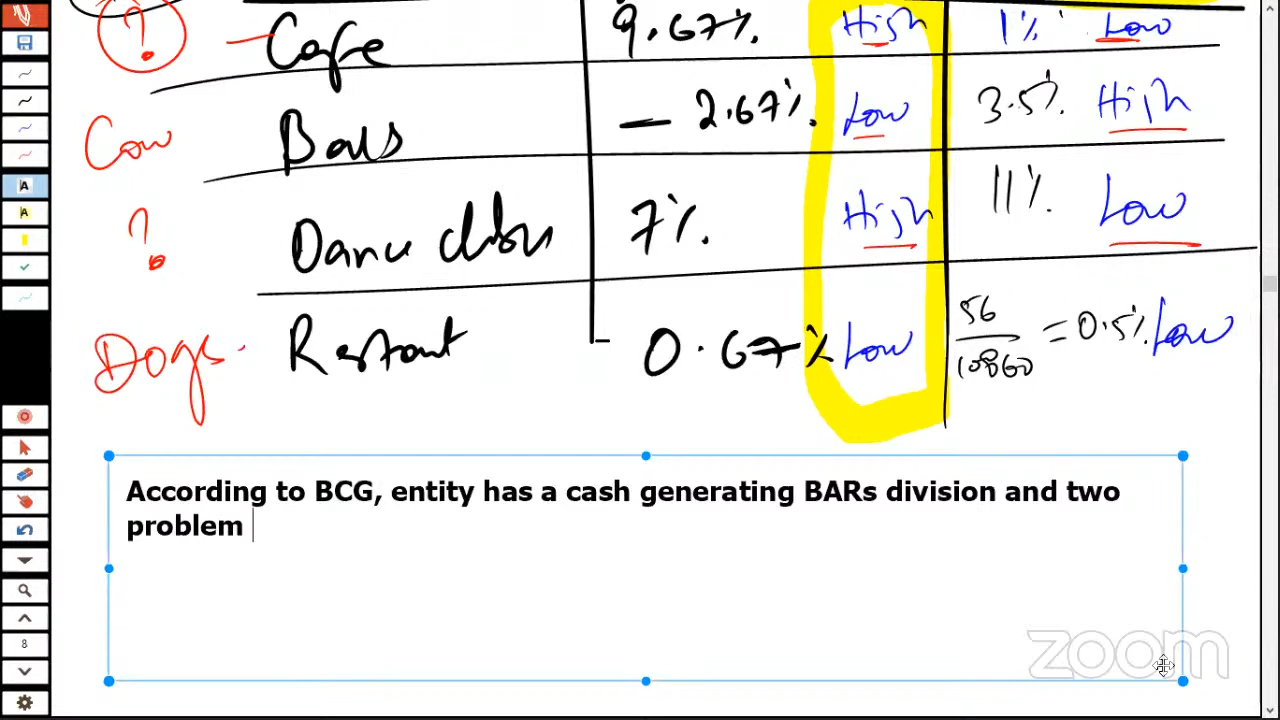 ? Cafe 9.67% High 1% Low
Cow Bars - 2.67% Low 3.5% High
? Dance clubs 7% High 11% Low
Dogs. Restaut - 0.67% Low 56/10860 = 0.5% Low
According to BCG, entity has a cash generating BARs division and two
problem
8
zoom